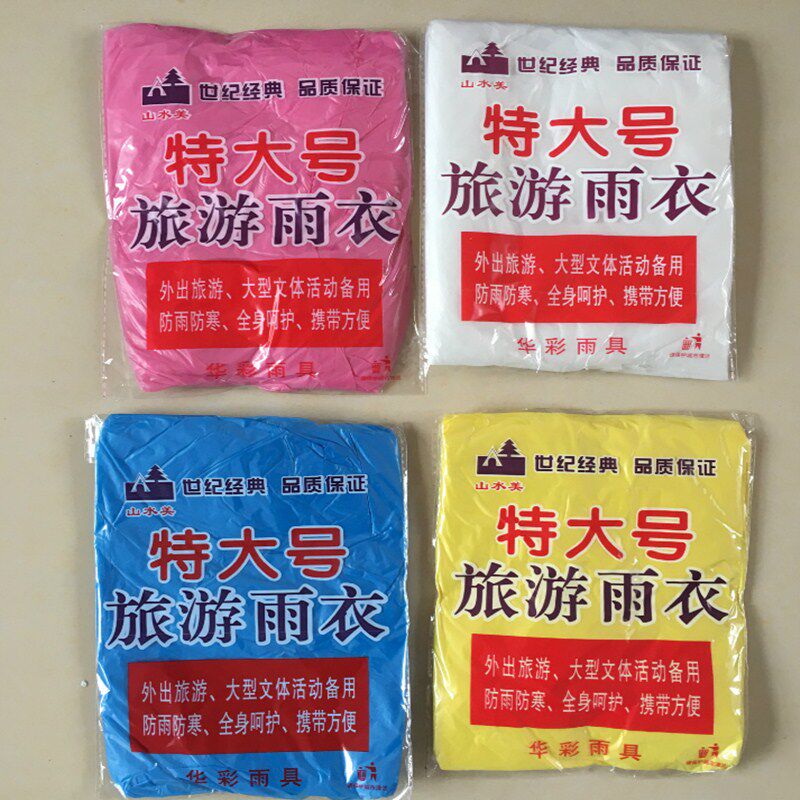 世纪经典 品质保证
山水美
特大号
旅游雨衣
外出旅游、大型文体活动备用
防雨防寒、全身呵护、携带方便
华彩雨具
世纪经典 品质保证
山水美
特大号
旅游雨衣
外出旅游、大型文体活动备用
防雨防寒、全身呵护、携带方便
华彩雨具
世纪经典 品质保证
山水美
特大号
旅游雨衣
外出旅游、大型文体活动备用
防雨防寒、全身呵护、携带方便
华彩雨具
世纪经典 品质保证
山水美
特大号
旅游雨衣
外出旅游、大型文体活动备用
防雨防寒、全身呵护、携带方便
华彩雨具